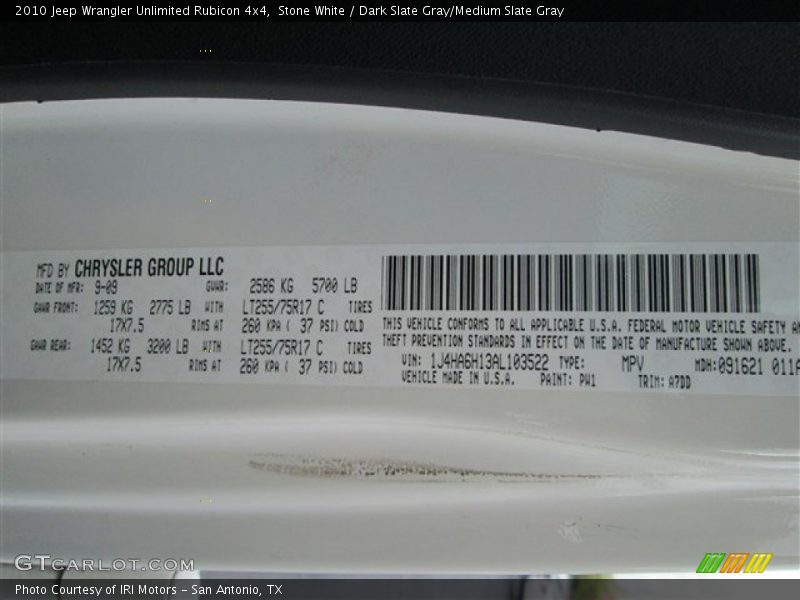 2010 Jeep Wrangler Unlimited Rubicon 4x4,  Stone White / Dark Slate Gray/Medium Slate Gray
MFD BY CHRYSLER GROUP LLC
DATE OF MFR: 9-09 GVWR: 2586 KG 5700 LB
GAWR FRONT: 1259 KG 2775 LB WITH LT255/75R17 C TIRES
17X7.5 RIMS AT 260 KPA ( 37 PSI) COLD
GAWR REAR: 1452 KG 3200 LB WITH LT255/75R17 C TIRES
17X7.5 RIMS AT 260 KPA ( 37 PSI) COLD
THIS VEHICLE CONFORMS TO ALL APPLICABLE U.S.A. FEDERAL MOTOR VEHICLE SAFETY AN
THEFT PREVENTION STANDARDS IN EFFECT ON THE DATE OF MANUFACTURE SHOWN ABOVE.
VIN: 1J4HA6H13AL103522 TYPE: MPV MDH:091621 011A
VEHICLE MADE IN U.S.A. PAINT: PW1 TRIM: A7DD
GTCARLOT.COM
Photo Courtesy of IRI Motors - San Antonio, TX